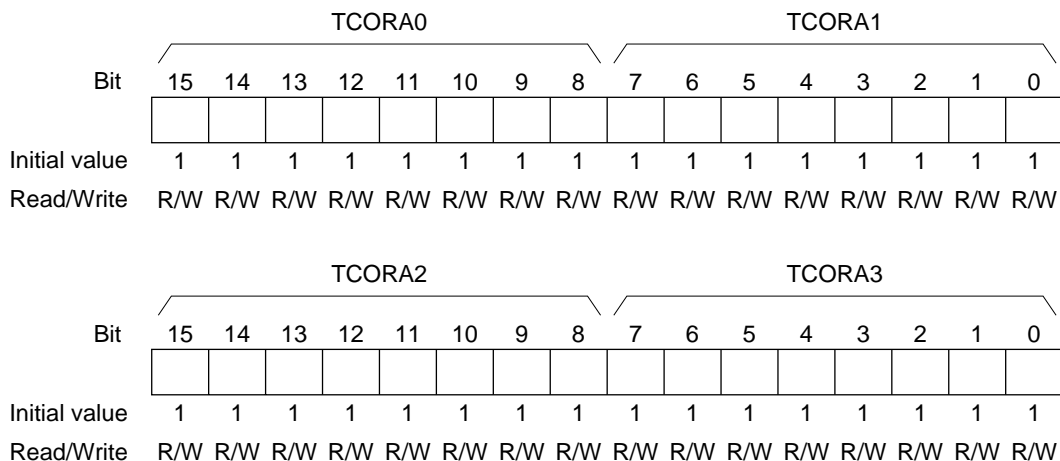 TCORA0 TCORA1
Bit 15 14 13 12 11 10 9 8 7 6 5 4 3 2 1 0
Initial value 1 1 1 1 1 1 1 1 1 1 1 1 1 1 1 1
Read/Write R/W R/W R/W R/W R/W R/W R/W R/W R/W R/W R/W R/W R/W R/W R/W R/W
TCORA2 TCORA3
Bit 15 14 13 12 11 10 9 8 7 6 5 4 3 2 1 0
Initial value 1 1 1 1 1 1 1 1 1 1 1 1 1 1 1 1
Read/Write R/W R/W R/W R/W R/W R/W R/W R/W R/W R/W R/W R/W R/W R/W R/W R/W